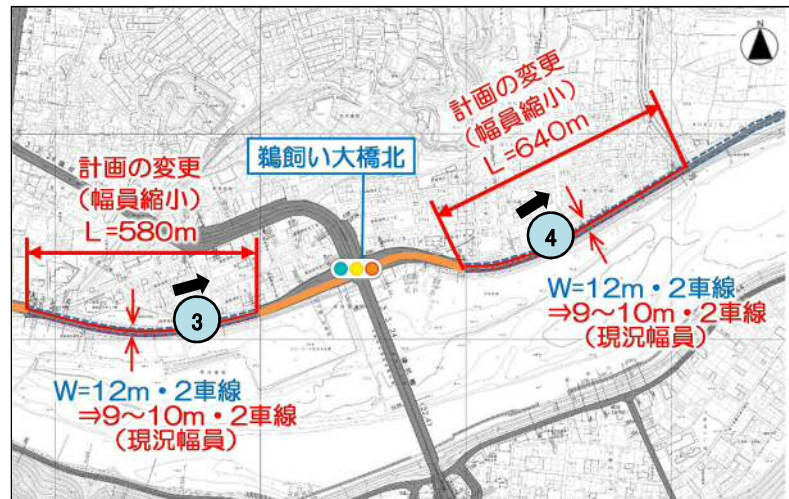 N
計画の変更
（幅員縮小）
L=640m
鵜飼い大橋北
計画の変更
（幅員縮小）
L=580m
4
3
W=12m・2車線
⇒9〜10m・2車線
（現況幅員）
W=12m・2車線
⇒9〜10m・2車線
（現況幅員）